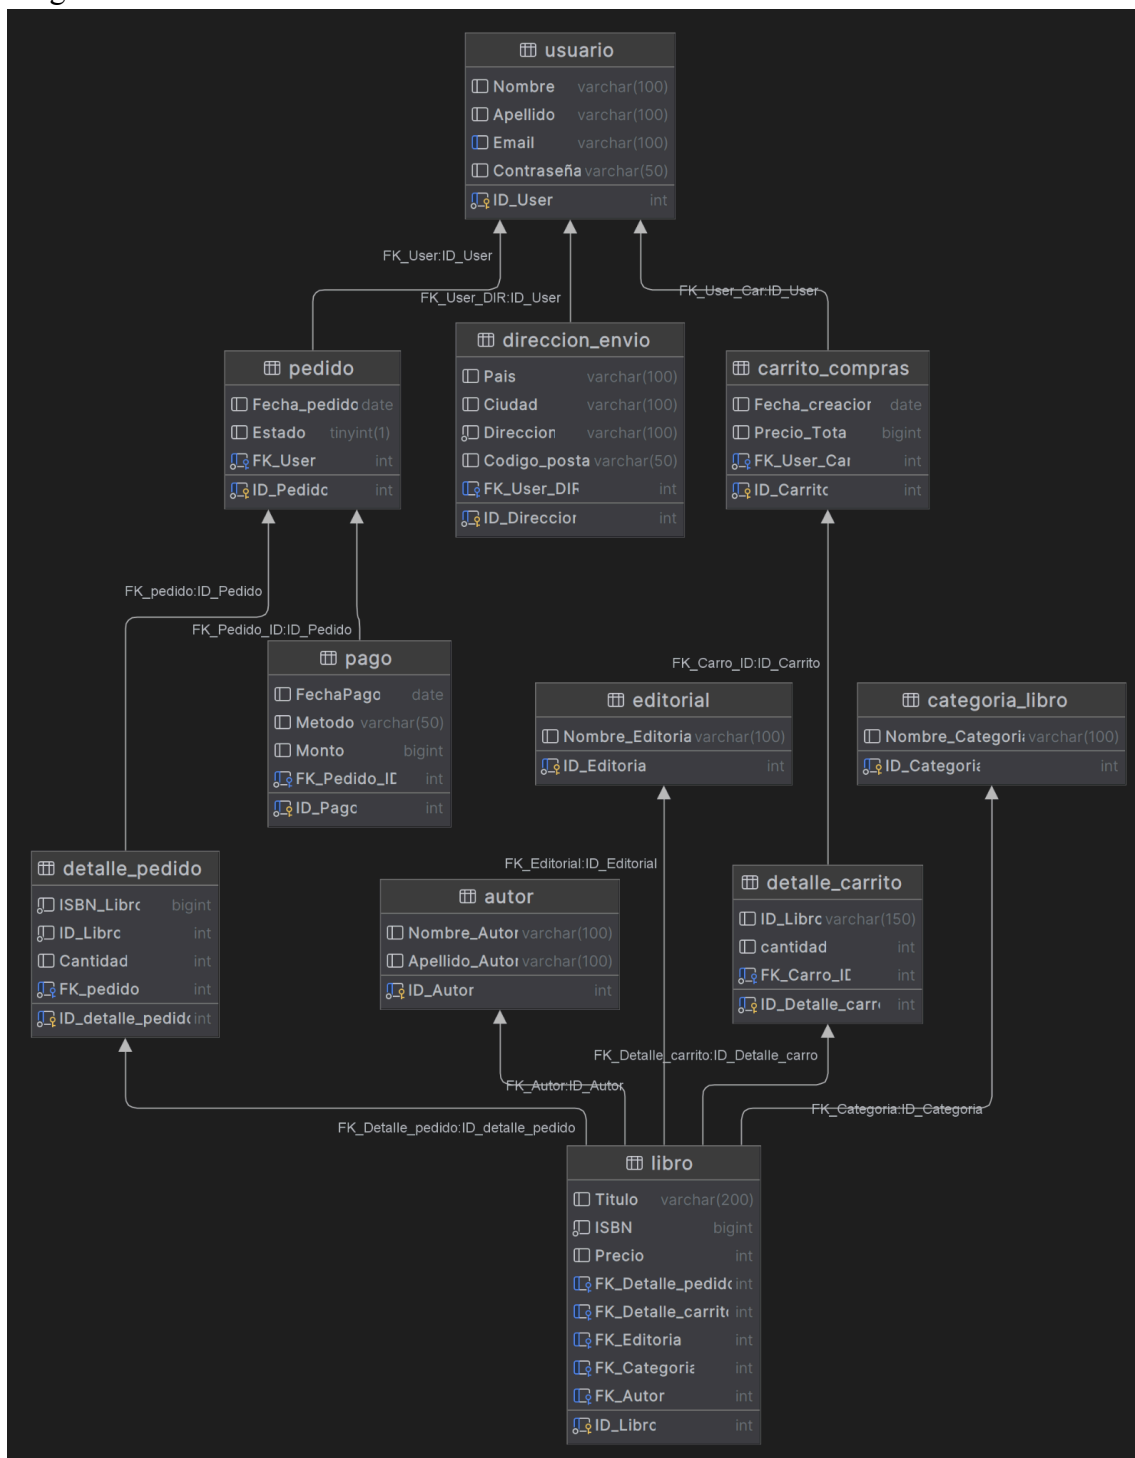 usuario
Nombre varchar(100)
Apellido varchar(100)
Email varchar(100)
Contraseña varchar(50)
ID_User int
FK_User:ID_User
FK_User_DIR:ID_User
FK_User_Car:ID_User
pedido
Fecha_pedido date
Estado tinyint(1)
FK_User int
ID_Pedido int
direccion_envio
Pais varchar(100)
Ciudad varchar(100)
Direccion varchar(100)
Codigo_posta varchar(50)
FK_User_DIR int
ID_Direccion int
carrito_compras
Fecha_creacion date
Precio_Tota bigint
FK_User_Car int
ID_Carrito int
FK_pedido:ID_Pedido
FK_Pedido_ID:ID_Pedido
pago
FechaPago date
Metodo varchar(50)
Monto bigint
FK_Pedido_ID int
ID_Pago int
FK_Carro_ID:ID_Carrito
editorial
Nombre_Editoria varchar(100)
ID_Editoria int
categoria_libro
Nombre_Categoria varchar(100)
ID_Categoria int
detalle_pedido
ISBN_Libro bigint
ID_Libro int
Cantidad int
FK_pedido int
ID_detalle_pedido int
FK_Editorial:ID_Editorial
autor
Nombre_Autor varchar(100)
Apellido_Autor varchar(100)
ID_Autor int
detalle_carrito
ID_Libro varchar(150)
cantidad int
FK_Carro_ID int
ID_Detalle_carr int
FK_Detalle_carrito:ID_Detalle_carro
FK_Autor:ID_Autor
FK_Categoria:ID_Categoria
FK_Detalle_pedido:ID_detalle_pedido
libro
Titulo varchar(200)
ISBN bigint
Precio int
FK_Detalle_pedido int
FK_Detalle_carrito int
FK_Editoria int
FK_Categoria int
FK_Autor int
ID_Libro int